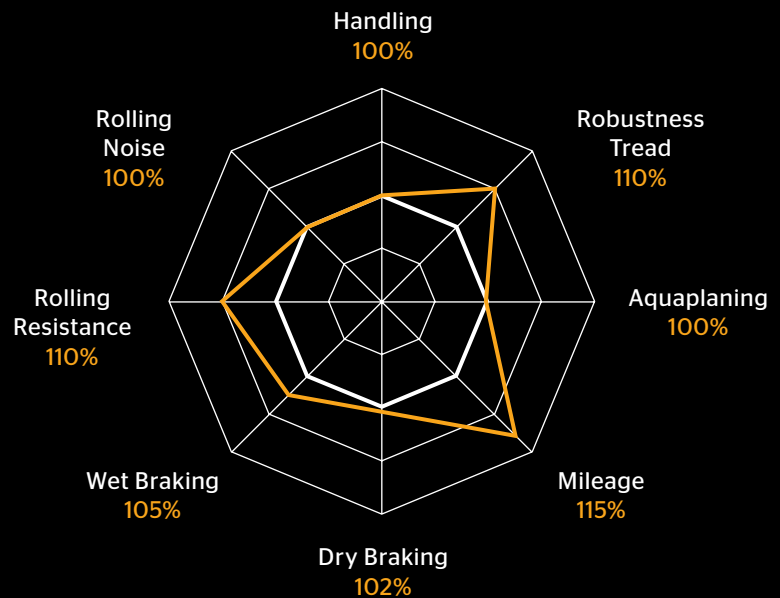 Handling
100%
Rolling
Noise
100%
Robustness
Tread
110%
Rolling
Resistance
110%
Aquaplaning
100%
Wet Braking
105%
Mileage
115%
Dry Braking
102%